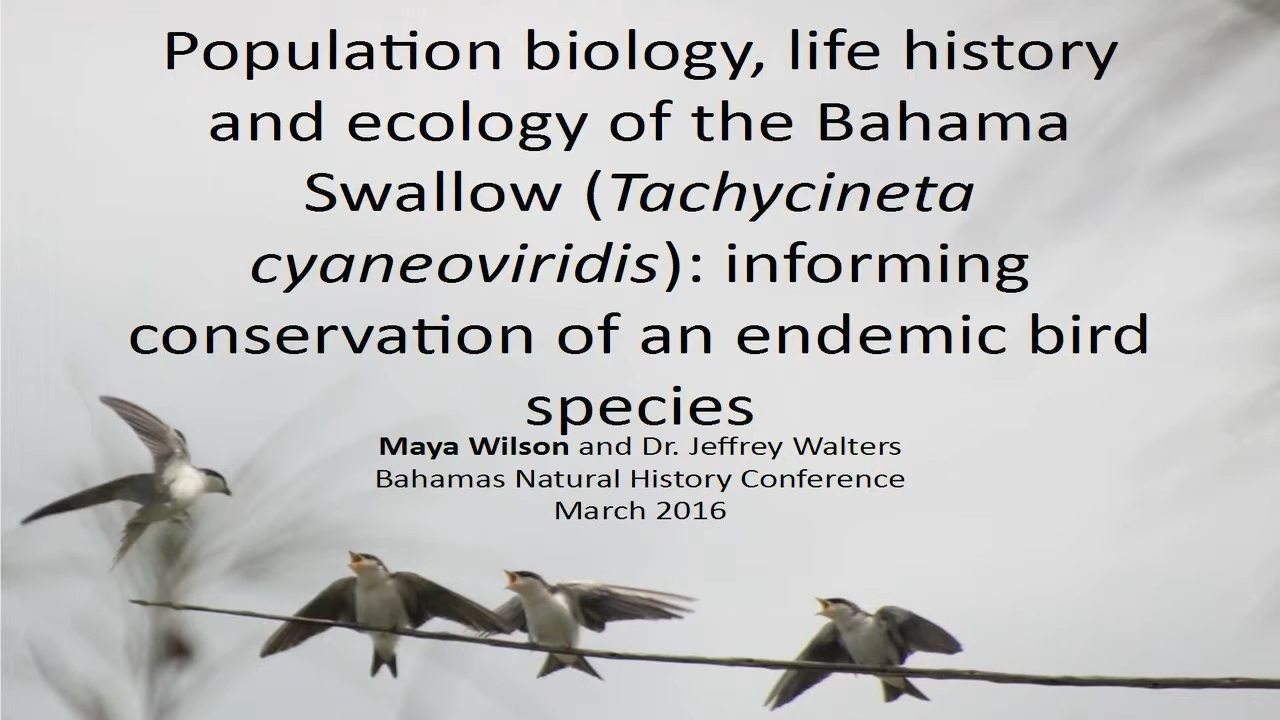 Population biology, life history
and ecology of the Bahama
Swallow (Tachycineta
cyaneoviridis): informing
conservation of an endemic bird
species
Maya Wilson and Dr. Jeffrey Walters
Bahamas Natural History Conference
March 2016